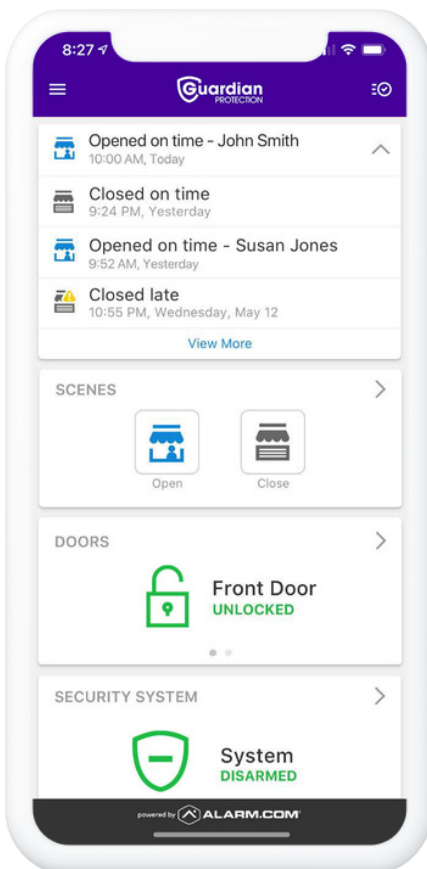 8:27
Guardian
PROTECTION
Opened on time - John Smith
10:00 AM, Today
Closed on time
9:24 PM, Yesterday
Opened on time - Susan Jones
9:52 AM, Yesterday
Closed late
10:55 PM, Wednesday, May 12
View More
SCENES
Open
Close
DOORS
Front Door
UNLOCKED
SECURITY SYSTEM
System
DISARMED
powered by ALARM.COM